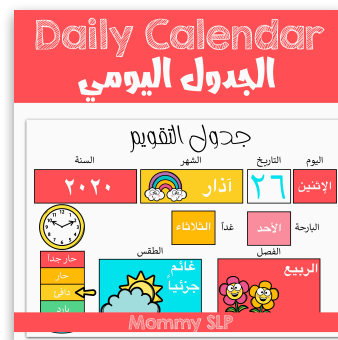 Daily Calendar
الجدول اليومي
جدول التقويم
اليوم التاريخ الشهر السنة
الإثنين ٢٦ آذار ٢٠٢٠
البارحة الأحد غداً الثلاثاء
الفصل الطقس
الربيع
غائم
جزئياً
حار جداً
حار
دافئ
بارد
Mommy SLP